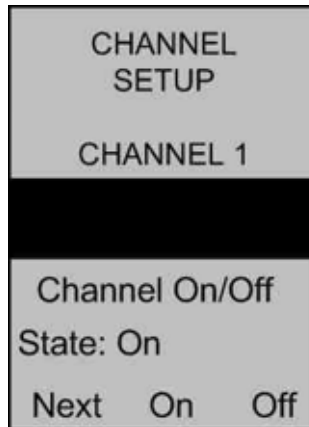 CHANNEL
SETUP
CHANNEL 1
Channel On/Off
State: On
Next On Off